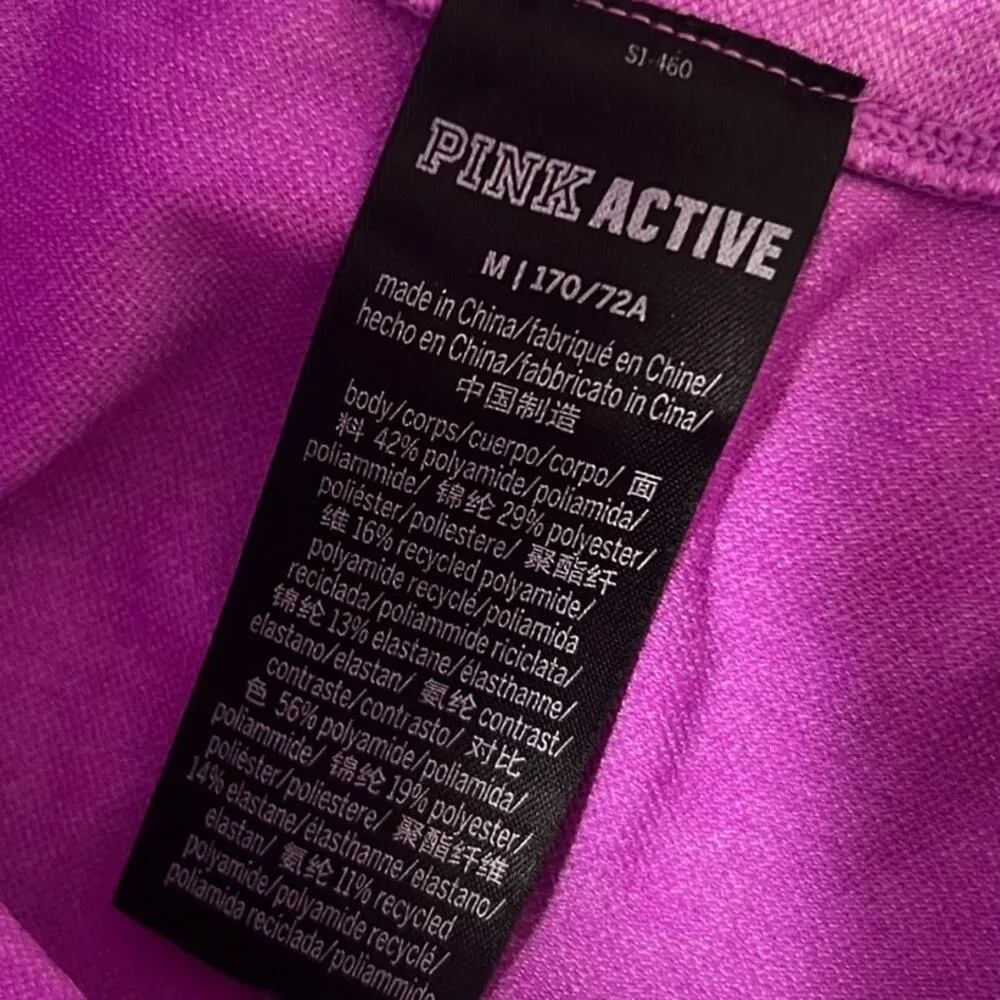 SI-460
PINK ACTIVE
M | 170/72A
made in China/fabriqué en Chine/
hecho en China/fabbricato in Cina/
中国制造
body/corps/cuerpo/corpo/ 面
料 42% polyamide/poliamida/
poliammide/ 锦纶 29% polyester/
poliéster/poliestere/ 聚酯纤
维 16% recycled polyamide/
polyamide recyclé/poliamida
reciclada/poliammide riciclata/
锦纶 13% elastane/élasthanne/
elastano/elastan/ 氨纶 contrast/
contraste/contrasto/ 对比
色 56% polyamide/poliamida/
poliammide/ 锦纶 19% polyester/
poliéster/poliestere/ 聚酯纤维
14% elastane/élasthanne/elastano/
elastan/ 氨纶 11% recycled
polyamide/polyamide recyclé/
poliamida reciclada/poliammide